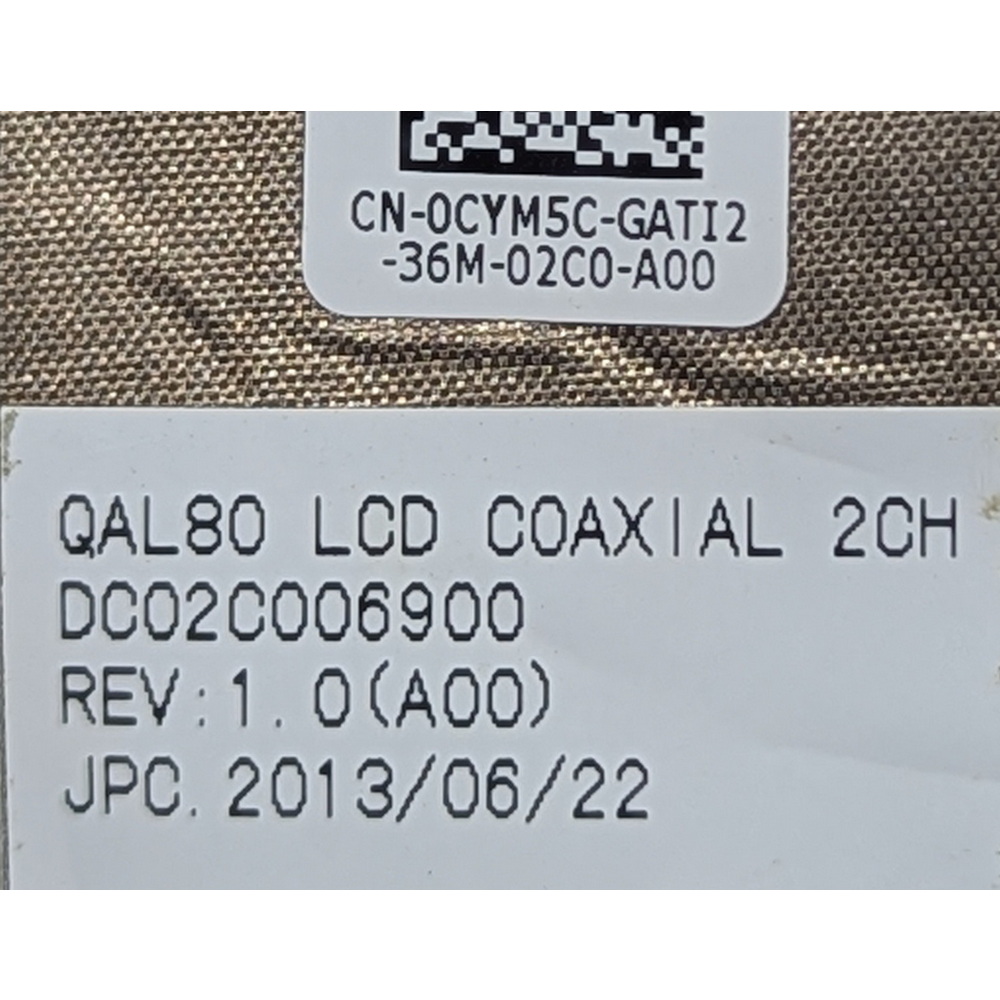 CN-0CYM5C-GATI2
-36M-02C0-A00
QAL80 LCD COAXIAL 2CH
DC02C006900
REV:1.0(A00)
JPC.2013/06/22